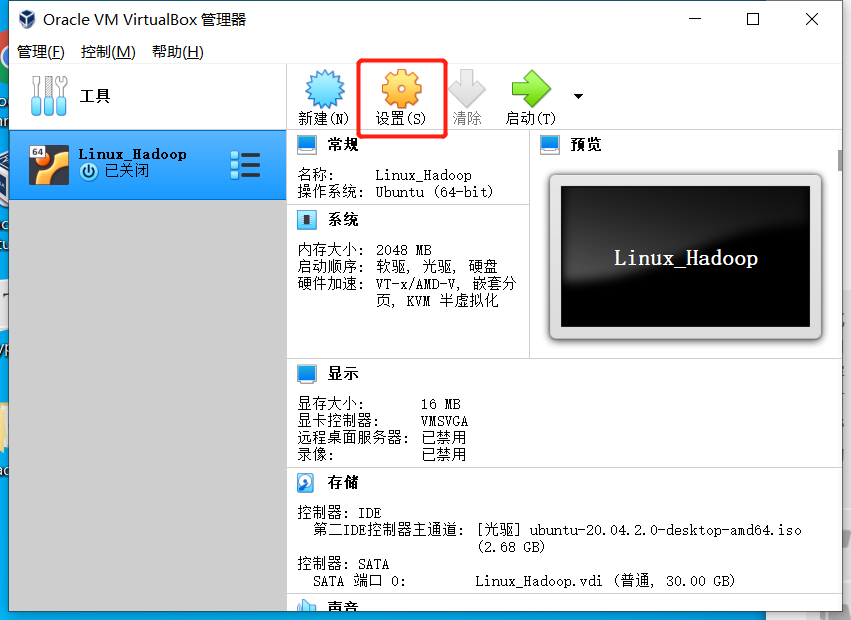 Oracle VM VirtualBox 管理器
管理(F) 控制(M) 帮助(H)
工具
新建(N) 设置(S) 清除 启动(T)
64
Linux_Hadoop
已关闭
常规
名称: Linux_Hadoop
操作系统: Ubuntu (64-bit)
预览
Linux_Hadoop
系统
内存大小: 2048 MB
启动顺序: 软驱, 光驱, 硬盘
硬件加速: VT-x/AMD-V, 嵌套分
页, KVM 半虚拟化
显示
显存大小: 16 MB
显卡控制器: VMSVGA
远程桌面服务器: 已禁用
录像: 已禁用
存储
控制器: IDE
第二IDE控制器主通道: [光驱] ubuntu-20.04.2.0-desktop-amd64.iso
(2.68 GB)
控制器: SATA
SATA 端口 0: Linux_Hadoop.vdi (普通, 30.00 GB)
声音